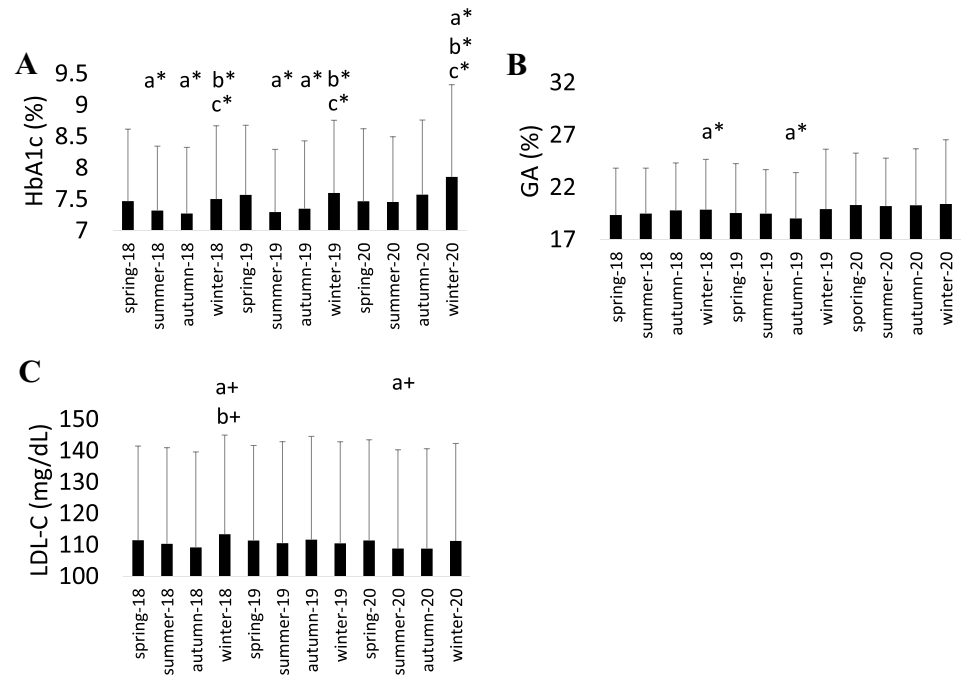 A
HbA1c (%)
9.5
9
8.5
8
7.5
7
a*
a*
b*
c*
a*
a*
b*
c*
a*
b*
c*
spring-18
summer-18
autumn-18
winter-18
spring-19
summer-19
autumn-19
winter-19
spring-20
summer-20
autumn-20
winter-20
B
GA (%)
32
27
22
17
a*
a*
spring-18
summer-18
autumn-18
winter-18
spring-19
summer-19
autumn-19
winter-19
sporing-20
summer-20
autumn-20
winter-20
C
LDL-C (mg/dL)
150
140
130
120
110
100
a+
b+
a+
spring-18
summer-18
autumn-18
winter-18
spring-19
summer-19
autumn-19
winter-19
spring-20
summer-20
autumn-20
winter-20